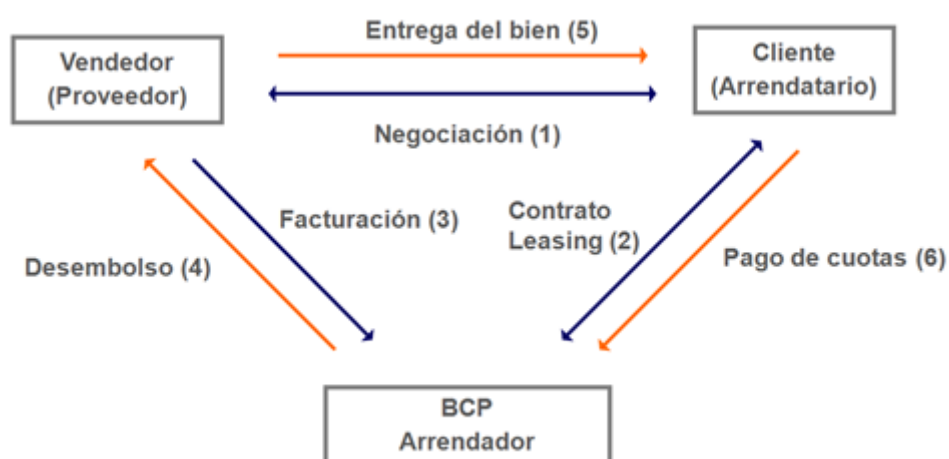 Entrega del bien (5)
Vendedor
(Proveedor)
Cliente
(Arrendatario)
Negociación (1)
Facturación (3)
Contrato
Leasing (2)
Desembolso (4)
Pago de cuotas (6)
BCP
Arrendador